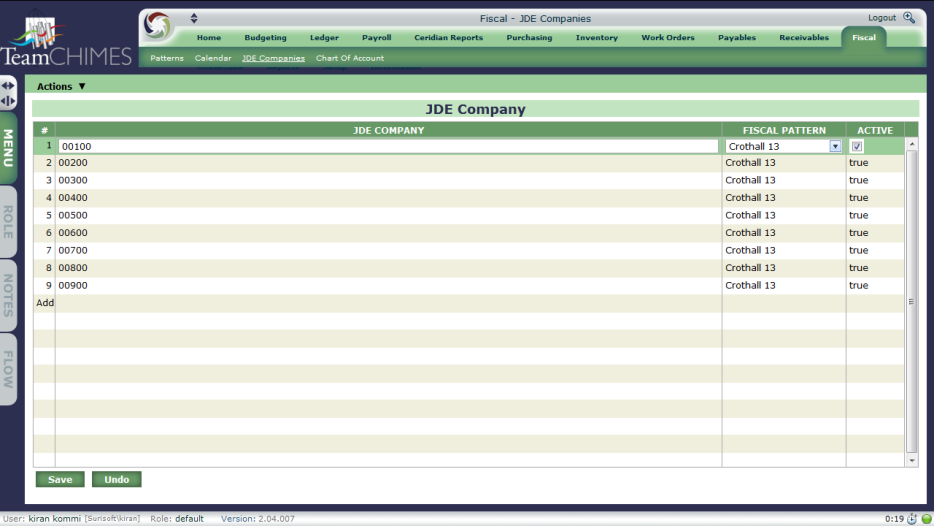 TeamCHIMES
Fiscal - JDE Companies
Logout
Home Budgeting Ledger Payroll Ceridian Reports Purchasing Inventory Work Orders Payables Receivables Fiscal
Patterns Calendar JDE Companies Chart Of Account
MENU
ROLE
NOTES
FLOW
Actions ▼
JDE Company
# JDE COMPANY FISCAL PATTERN ACTIVE
1 00100 Crothall 13
2 00200 Crothall 13 true
3 00300 Crothall 13 true
4 00400 Crothall 13 true
5 00500 Crothall 13 true
6 00600 Crothall 13 true
7 00700 Crothall 13 true
8 00800 Crothall 13 true
9 00900 Crothall 13 true
Add
Save Undo
User: kiran kommi [Sunsoft\kiran] Role: default Version: 2.04.007 0:19